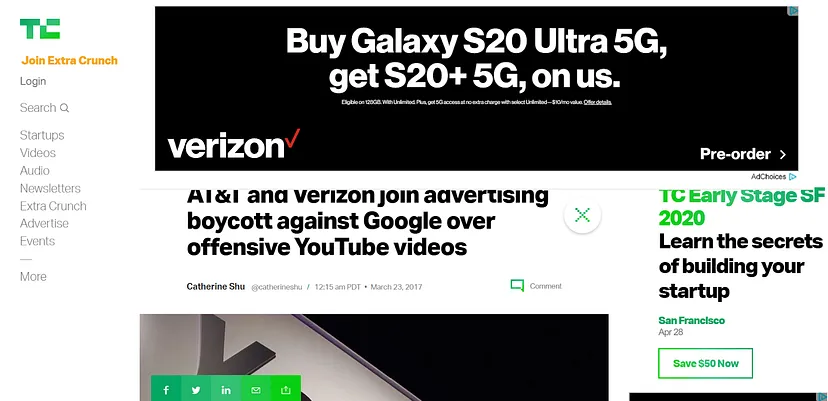 TC
Join Extra Crunch
Login
Search
Startups
Videos
Audio
Newsletters
Extra Crunch
Advertise
Events
—
More
Buy Galaxy S20 Ultra 5G,
get S20+ 5G, on us.
Eligible on 128GB. With Unlimited. Plus, get 5G access at no extra charge with select Unlimited—$10/mo value. Offer details.
verizon✓
Pre-order >
AdChoices
AT&T and Verizon join advertising
boycott against Google over
offensive YouTube videos
Catherine Shu @catherineshu / 12:15 am PDT • March 23, 2017
Comment
TC Early Stage SF
2020
Learn the secrets
of building your
startup
San Francisco
Apr 28
Save $50 Now
f in